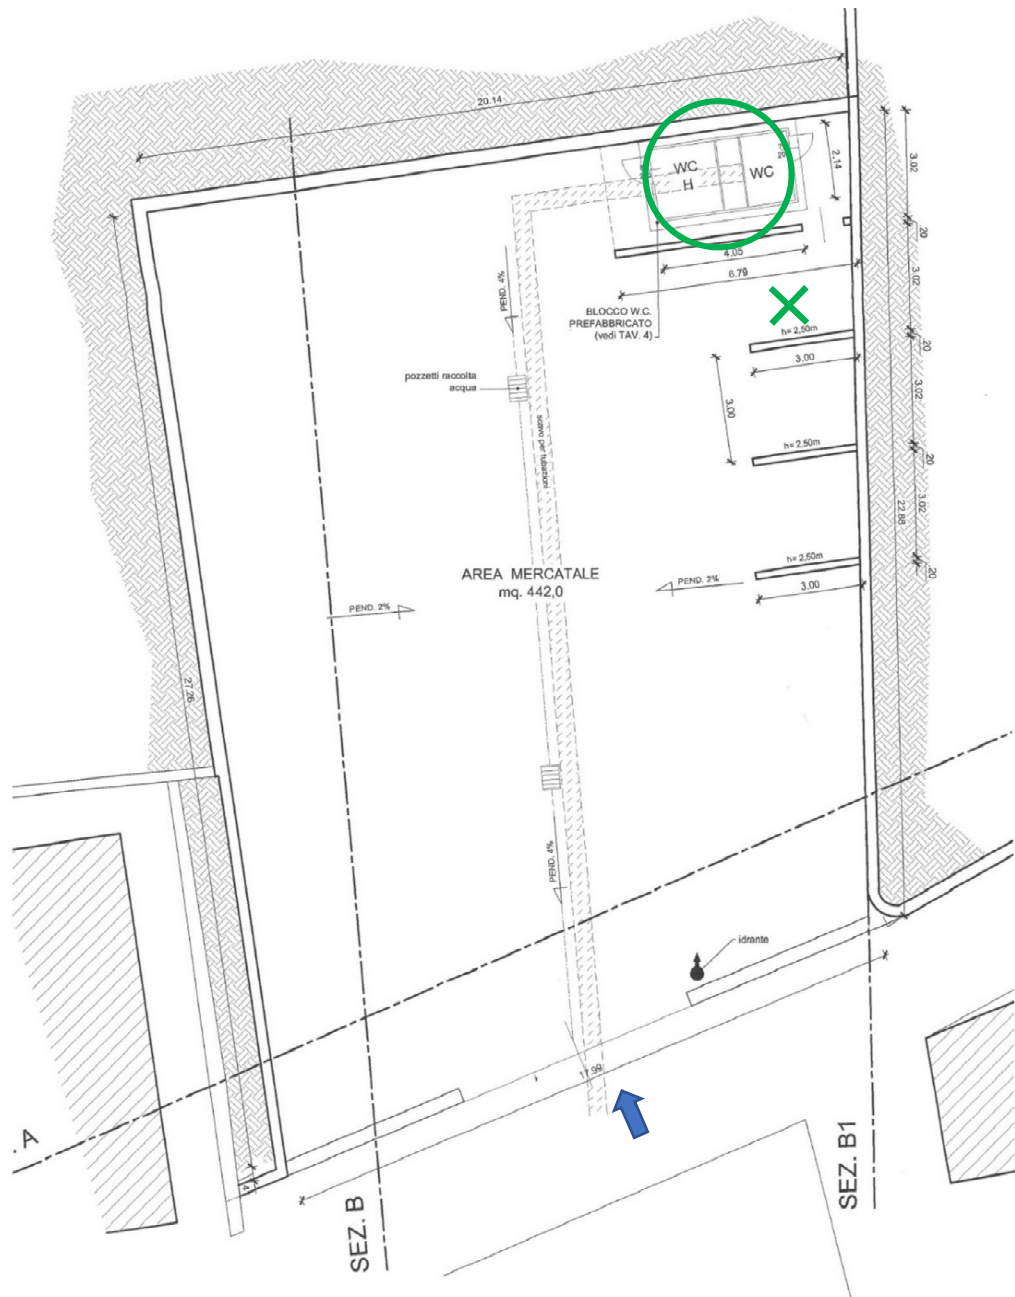 20.14
WC
H
WC
2.14
3.02
20
4.05
6.79
3.02
PEND. 4%
BLOCCO W.C.
PREFABBRICATO
(vedi TAV. 4)
h= 2,50m
20
3.00
pozzetti raccolta
acqua
3.00
3.02
scavo per tubazioni
h= 2,50m
20
3.02
22.88
h= 2,50m
20
AREA MERCATALE
mq. 442,0
PEND. 2%
3.00
PEND. 2%
27.26
PEND. 4%
idrante
17.99
. A
SEZ. B
SEZ. B1